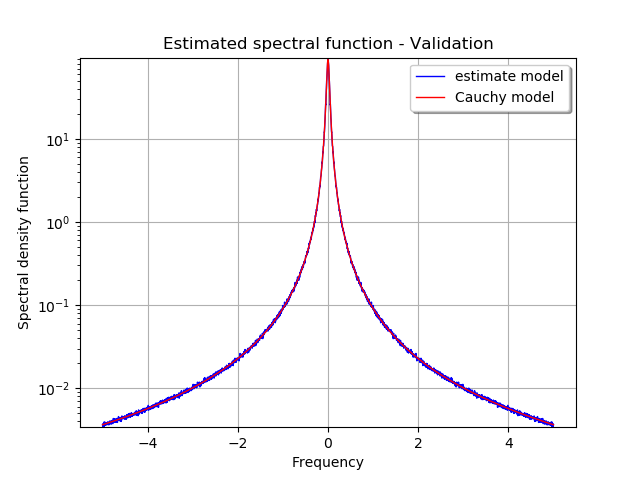 Estimated spectral function - Validation
estimate model
Cauchy model
Spectral density function
10¹
10⁰
10⁻¹
10⁻²
−4 −2 0 2 4
Frequency